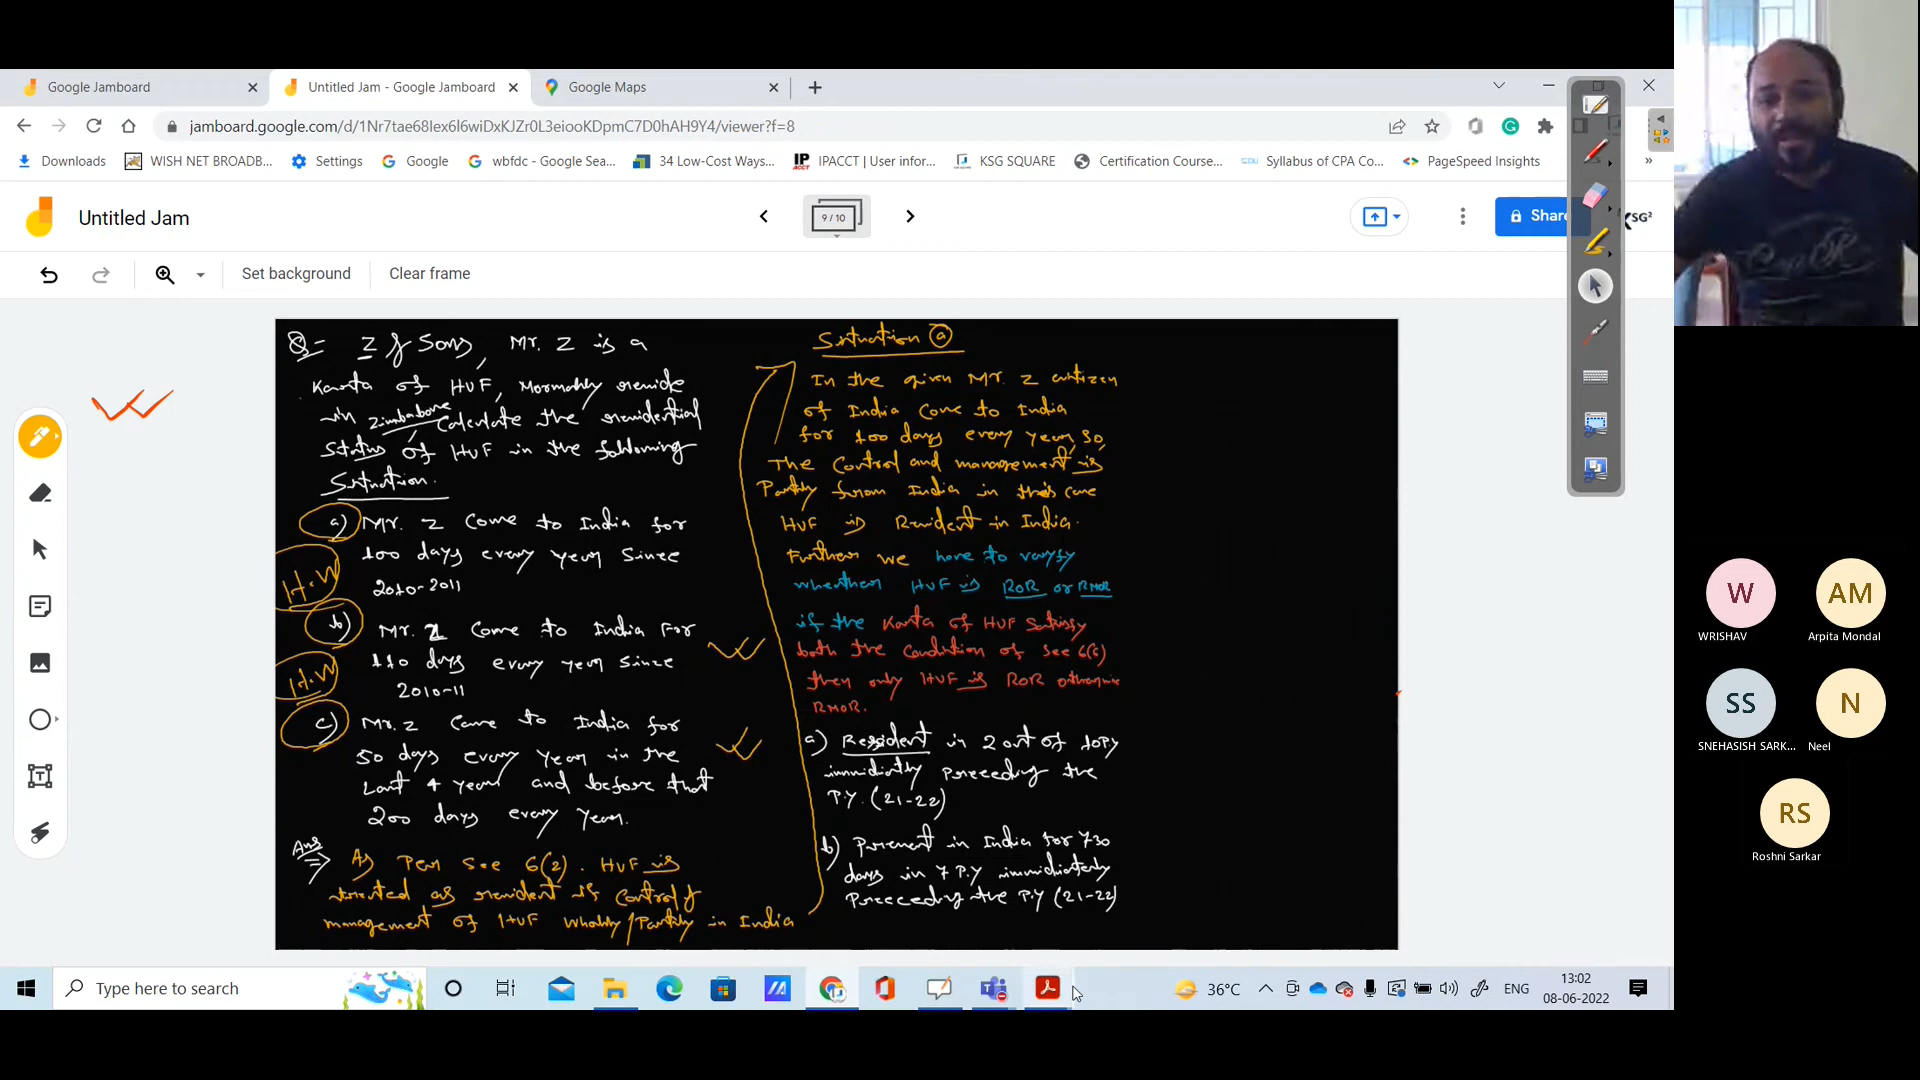 Google Jamboard
Untitled Jam - Google Jamboard
Google Maps
jamboard.google.com/d/1Nr7tae68Iex6l6wiDxKJZr0L3eiooKDpmC7D0hAH9Y4/viewer?f=8
Downloads
WISH NET BROADB...
Settings
Google
wbfdc - Google Sea...
34 Low-Cost Ways...
IPACCT | User infor...
KSG SQUARE
Certification Course...
Syllabus of CPA Co...
PageSpeed Insights
»
Untitled Jam
9 / 10
Share
SG²
Set background
Clear frame
Q= Z & Sons, Mr. Z is a
Karta of HUF, Normally reside
in Zimbabone, Calculate the residential
Status of HUF in the following
Situation.
a) Mr. Z Come to India for
100 days every year Since
2010-2011
H.W
b) Mr. Z Come to India For
110 days every year Since
2010-11
H.W
c) Mr. Z Came to India for
50 days every year in the
Last 4 year and before that
200 days every year.
Ans
As Per Sec 6(2). HUF is
treated as resident if Control &
management of HUF Wholly/Partly in India
Situation a
In the given Mr. Z citizen
of India Come to India
for 100 days every year, so,
The Control and management is
Partly from India in this case
HUF is Resident in India.
Further we have to veryfy
whether HUF is ROR or RNOR
if the Karta of HUF Satissy
both the Condition of Sec 6(6)
then only HUF is ROR otherwise
RNOR.
a) Resident in 2 out of 10PY
immidiatly preceeding the
P.Y. (21-22)
b) Present in India for 730
days in 7 P.Y immidiately
Preceeding the P.Y (21-22)
W
WRISHAV
AM
Arpita Mondal
SS
SNEHASISH SARK...
N
Neel
RS
Roshni Sarkar
Type here to search
36°C
ENG
13:02
08-06-2022